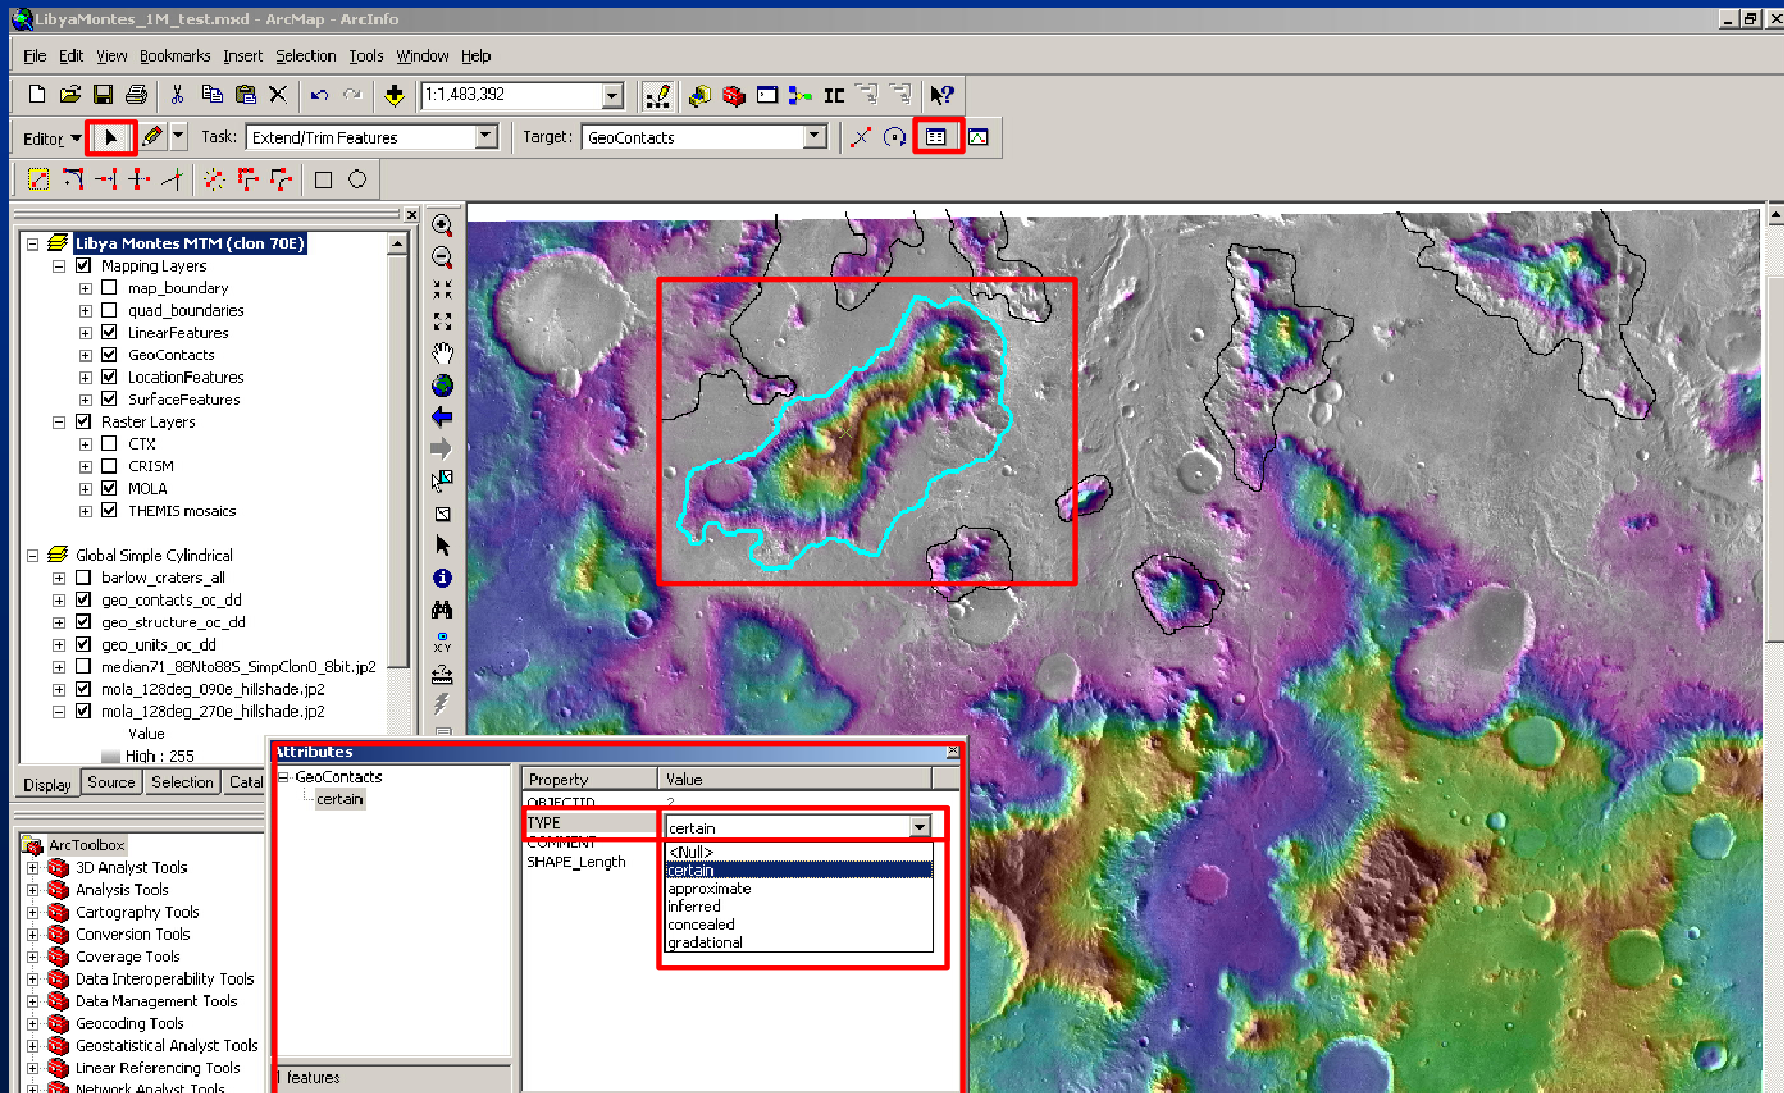 LibyaMontes_1M_test.mxd - ArcMap - ArcInfo
File Edit View Bookmarks Insert Selection Tools Window Help
1:1,483,392
Editor Task: Extend/Trim Features Target: GeoContacts
Libya Montes MTM (clon 70E)
Mapping Layers
map_boundary
quad_boundaries
LinearFeatures
GeoContacts
LocationFeatures
SurfaceFeatures
Raster Layers
CTX
CRISM
MOLA
THEMIS mosaics
Global Simple Cylindrical
barlow_craters_all
geo_contacts_oc_dd
geo_structure_oc_dd
geo_units_oc_dd
median71_88Nto88S_SimpClon0_8bit.jp2
mola_128deg_090e_hillshade.jp2
mola_128deg_270e_hillshade.jp2
Value
High : 255
Display Source Selection Catal
ArcToolbox
3D Analyst Tools
Analysis Tools
Cartography Tools
Conversion Tools
Coverage Tools
Data Interoperability Tools
Data Management Tools
Geocoding Tools
Geostatistical Analyst Tools
Linear Referencing Tools
Network Analyst Tools
Attributes
GeoContacts
certain
Property Value
OBJECTID 2
TYPE certain
COMMENT
SHAPE_Length
<Null>
certain
approximate
inferred
concealed
gradational
1 features